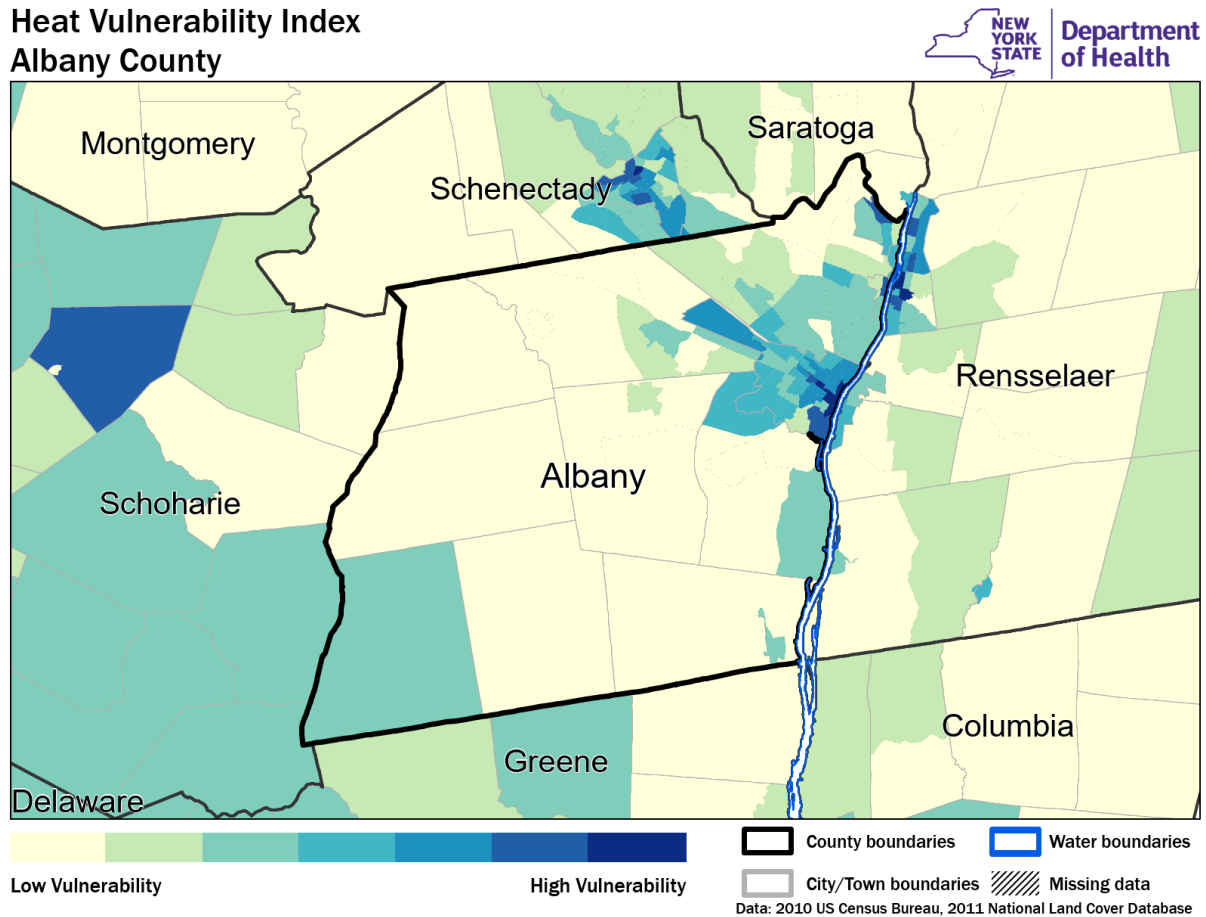 Heat Vulnerability Index
Albany County
NEW
YORK
STATE
Department
of Health
Montgomery
Saratoga
Schenectady
Rensselaer
Albany
Schoharie
Columbia
Greene
Delaware
Low Vulnerability
High Vulnerability
County boundaries
Water boundaries
City/Town boundaries
Missing data
Data: 2010 US Census Bureau, 2011 National Land Cover Database